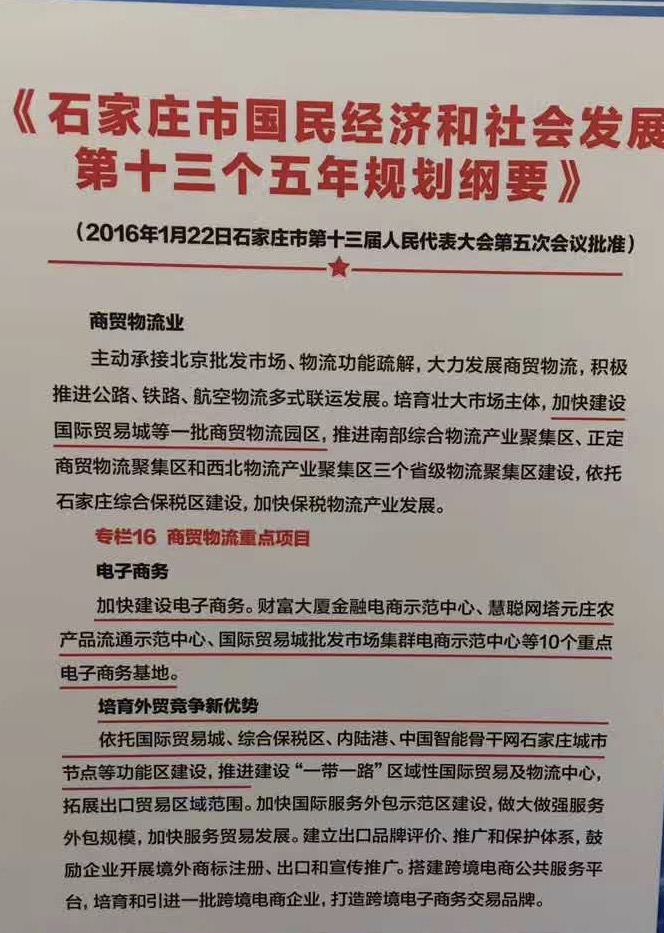 《石家庄市国民经济和社会发展
第十三个五年规划纲要》
（2016年1月22日石家庄市第十三届人民代表大会第五次会议批准）
商贸物流业
主动承接北京批发市场、物流功能疏解，大力发展商贸物流，积极
推进公路、铁路、航空物流多式联运发展。培育壮大市场主体，加快建设
国际贸易城等一批商贸物流园区，推进南部综合物流产业聚集区、正定
商贸物流聚集区和西北物流产业聚集区三个省级物流聚集区建设，依托
石家庄综合保税区建设，加快保税物流产业发展。
专栏16 商贸物流重点项目
电子商务
加快建设电子商务。财富大厦金融电商示范中心、慧聪网塔元庄农
产品流通示范中心、国际贸易城批发市场集群电商示范中心等10个重点
电子商务基地。
培育外贸竞争新优势
依托国际贸易城、综合保税区、内陆港、中国智能骨干网石家庄城市
节点等功能区建设，推进建设“一带一路”区域性国际贸易及物流中心，
拓展出口贸易区域范围。加快国际服务外包示范区建设，做大做强服务
外包规模，加快服务贸易发展。建立出口品牌评价、推广和保护体系，鼓
励企业开展境外商标注册、出口和宣传推广。搭建跨境电商公共服务平
台，培育和引进一批跨境电商企业，打造跨境电子商务交易品牌。